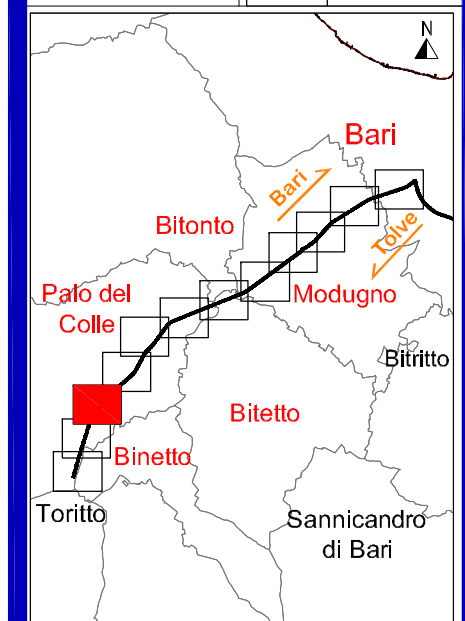 N
Bari
Bari
Tolve
Bitonto
Palo del
Colle
Modugno
Bitritto
Bitetto
Binetto
Toritto
Sannicandro
di Bari